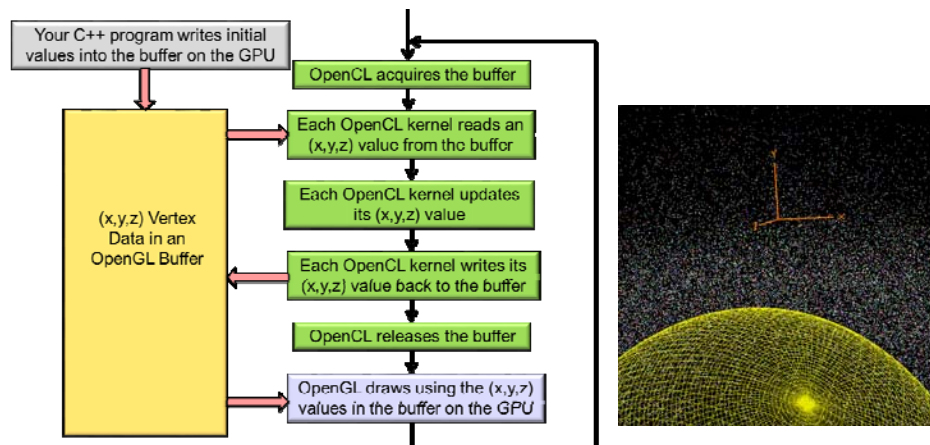 Your C++ program writes initial
values into the buffer on the GPU
OpenCL acquires the buffer
Each OpenCL kernel reads an
(x,y,z) value from the buffer
Each OpenCL kernel updates
its (x,y,z) value
(x,y,z) Vertex
Data in an
OpenGL Buffer
Each OpenCL kernel writes its
(x,y,z) value back to the buffer
OpenCL releases the buffer
OpenGL draws using the (x,y,z)
values in the buffer on the GPU
Y
X